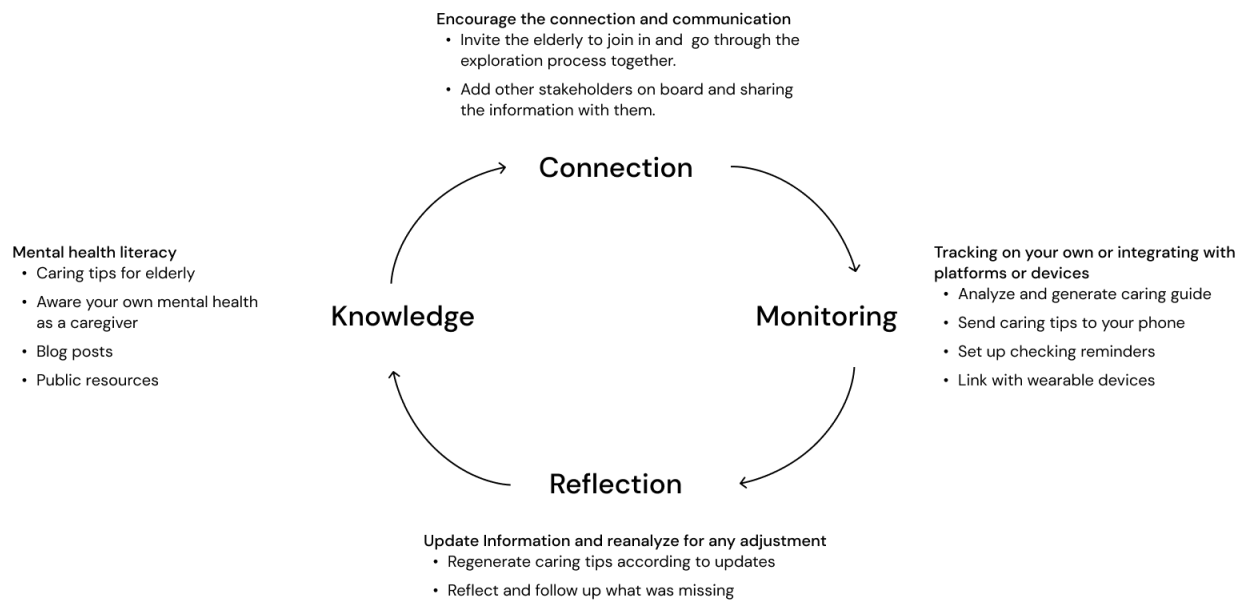 Encourage the connection and communication
• Invite the elderly to join in and  go through the
exploration process together.
• Add other stakeholders on board and sharing
the information with them.
Connection
Mental health literacy
• Caring tips for elderly
• Aware your own mental health
as a caregiver
• Blog posts
• Public resources
Knowledge
Monitoring
Tracking on your own or integrating with
platforms or devices
• Analyze and generate caring guide
• Send caring tips to your phone
• Set up checking reminders
• Link with wearable devices
Reflection
Update Information and reanalyze for any adjustment
• Regenerate caring tips according to updates
• Reflect and follow up what was missing